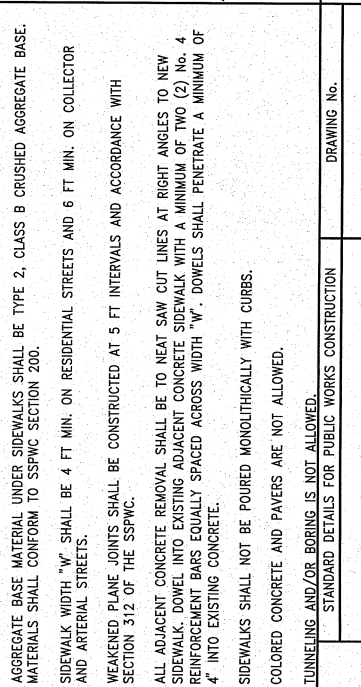 AGGREGATE BASE MATERIAL UNDER SIDEWALKS SHALL BE TYPE 2, CLASS B CRUSHED AGGREGATE BASE.
MATERIALS SHALL CONFORM TO SSPWC SECTION 200.
SIDEWALK WIDTH "W" SHALL BE 4 FT MIN. ON RESIDENTIAL STREETS AND 6 FT MIN. ON COLLECTOR
AND ARTERIAL STREETS.
WEAKENED PLANE JOINTS SHALL BE CONSTRUCTED AT 5 FT INTERVALS AND ACCORDANCE WITH
SECTION 312 OF THE SSPWC.
ALL ADJACENT CONCRETE REMOVAL SHALL BE TO NEAT SAW CUT LINES AT RIGHT ANGLES TO NEW
SIDEWALK. DOWEL INTO EXISTING ADJACENT CONCRETE SIDEWALK WITH A MINIMUM OF TWO (2) No. 4
REINFORCEMENT BARS EQUALLY SPACED ACROSS WIDTH "W". DOWELS SHALL PENETRATE A MINIMUM OF
4" INTO EXISTING CONCRETE.
SIDEWALKS SHALL NOT BE POURED MONOLITHICALLY WITH CURBS.
COLORED CONCRETE AND PAVERS ARE NOT ALLOWED.
TUNNELING AND/OR BORING IS NOT ALLOWED.
STANDARD DETAILS FOR PUBLIC WORKS CONSTRUCTION
DRAWING No.